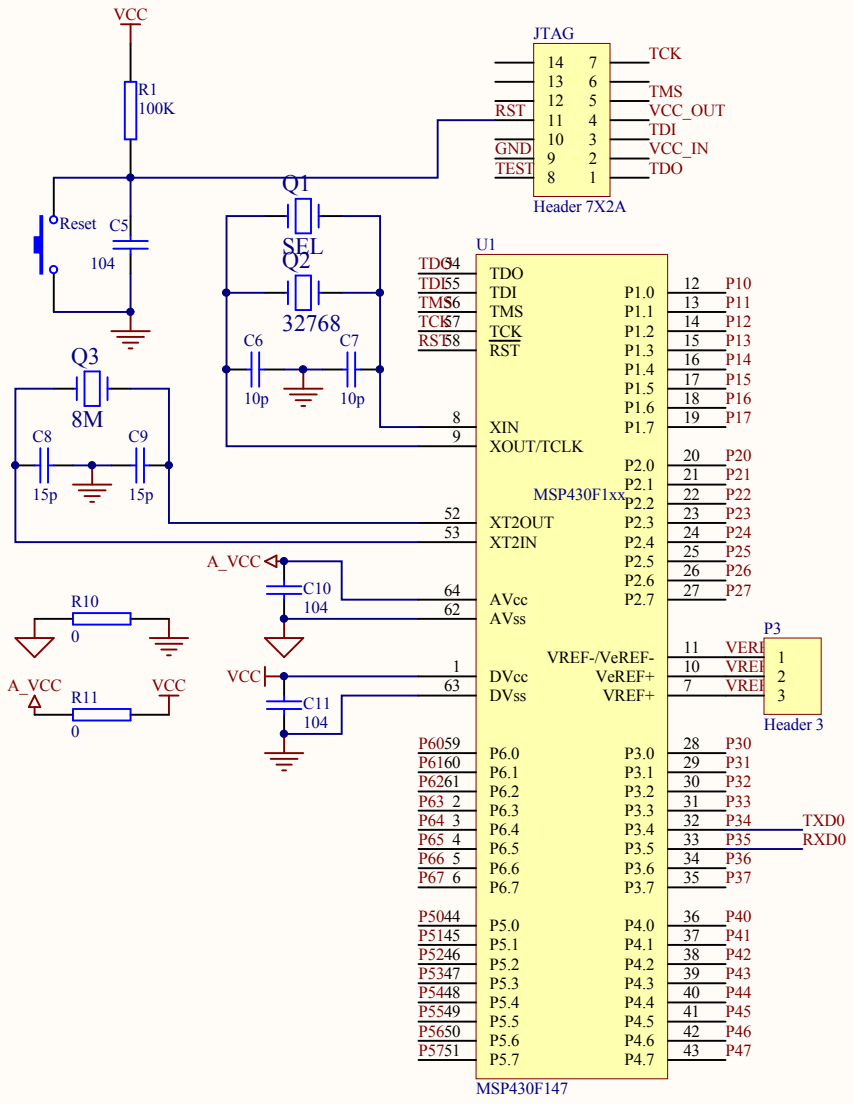 VCC
R1
100K
Reset
C5
104
JTAG
14 7 TCK
13 6
12 5 TMS
RST 11 4 VCC_OUT
10 3 TDI
GND 9 2 VCC_IN
TEST 8 1 TDO
Header 7X2A
Q1
SEL
Q2
32768
C6 C7
10p 10p
Q3
8M
C8 C9
15p 15p
A_VCC
C10
104
R10
0
A_VCC VCC
R11
0
VCC
C11
104
U1
TDO 54 TDO
TDI 55 TDI
TMS 56 TMS
TCK 57 TCK
RST 58 RST
8 XIN
9 XOUT/TCLK
52 XT2OUT
53 XT2IN
64 AVcc
62 AVss
1 DVcc
63 DVss
P60 59 P6.0
P61 60 P6.1
P62 61 P6.2
P63 2 P6.3
P64 3 P6.4
P65 4 P6.5
P66 5 P6.6
P67 6 P6.7
P50 44 P5.0
P51 45 P5.1
P52 46 P5.2
P53 47 P5.3
P54 48 P5.4
P55 49 P5.5
P56 50 P5.6
P57 51 P5.7
MSP430F1xx
P1.0 12 P10
P1.1 13 P11
P1.2 14 P12
P1.3 15 P13
P1.4 16 P14
P1.5 17 P15
P1.6 18 P16
P1.7 19 P17
P2.0 20 P20
P2.1 21 P21
P2.2 22 P22
P2.3 23 P23
P2.4 24 P24
P2.5 25 P25
P2.6 26 P26
P2.7 27 P27
VREF-/VeREF- 11
VeREF+ 10
VREF+ 7
P3
1
2
3
Header 3
P3.0 28 P30
P3.1 29 P31
P3.2 30 P32
P3.3 31 P33
P3.4 32 P34 TXD0
P3.5 33 P35 RXD0
P3.6 34 P36
P3.7 35 P37
P4.0 36 P40
P4.1 37 P41
P4.2 38 P42
P4.3 39 P43
P4.4 40 P44
P4.5 41 P45
P4.6 42 P46
P4.7 43 P47
MSP430F147